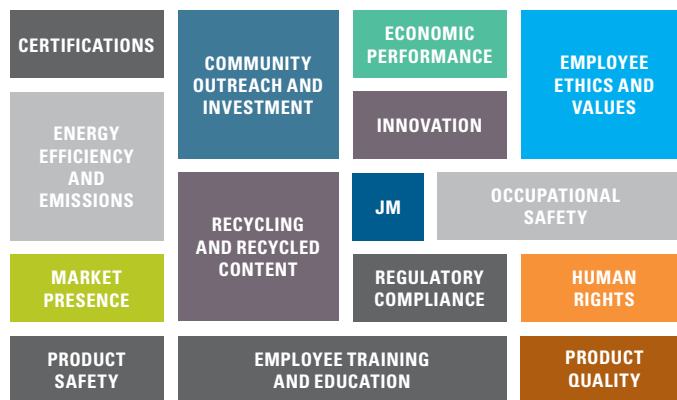 CERTIFICATIONS
COMMUNITY
OUTREACH AND
INVESTMENT
ECONOMIC
PERFORMANCE
EMPLOYEE
ETHICS AND
VALUES
ENERGY
EFFICIENCY
AND
EMISSIONS
INNOVATION
RECYCLING
AND RECYCLED
CONTENT
JM
OCCUPATIONAL
SAFETY
MARKET
PRESENCE
REGULATORY
COMPLIANCE
HUMAN
RIGHTS
PRODUCT
SAFETY
EMPLOYEE TRAINING
AND EDUCATION
PRODUCT
QUALITY